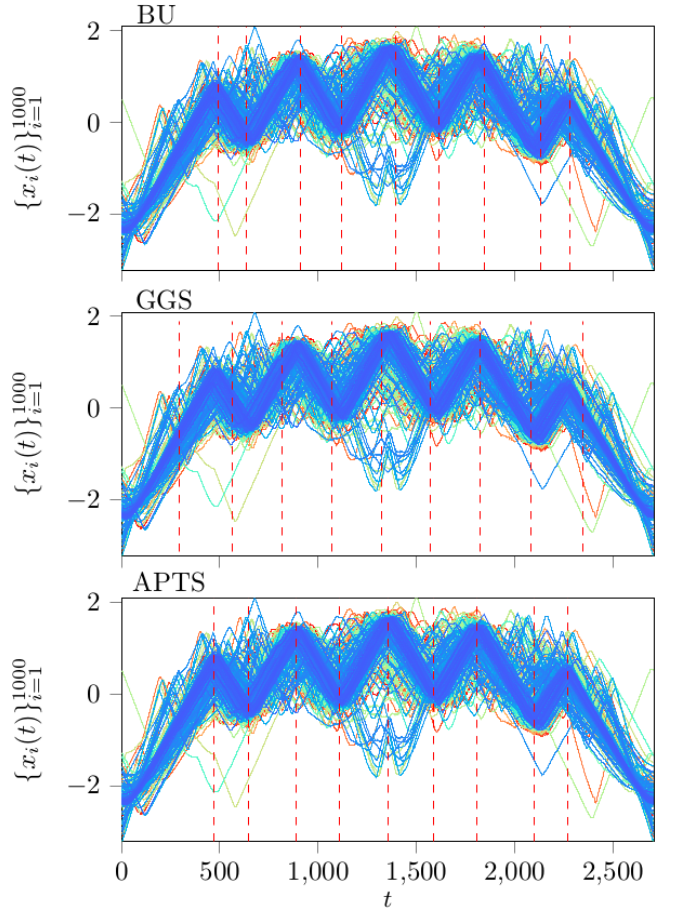 BU
2
0
−2
{x_i(t)}_{i=1}^{1000}
GGS
2
0
−2
{x_i(t)}_{i=1}^{1000}
APTS
2
0
−2
{x_i(t)}_{i=1}^{1000}
0 500 1,000 1,500 2,000 2,500
t